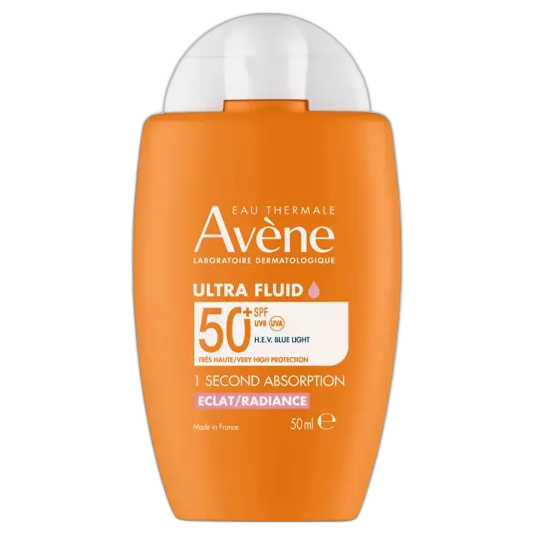 EAU THERMALE
Avène
LABORATOIRE DERMATOLOGIQUE
ULTRA FLUID
50+ SPF
UVB UVA
H.E.V. BLUE LIGHT
TRÈS HAUTE/VERY HIGH PROTECTION
1 SECOND ABSORPTION
ECLAT/RADIANCE
Made in France
50 ml ℮